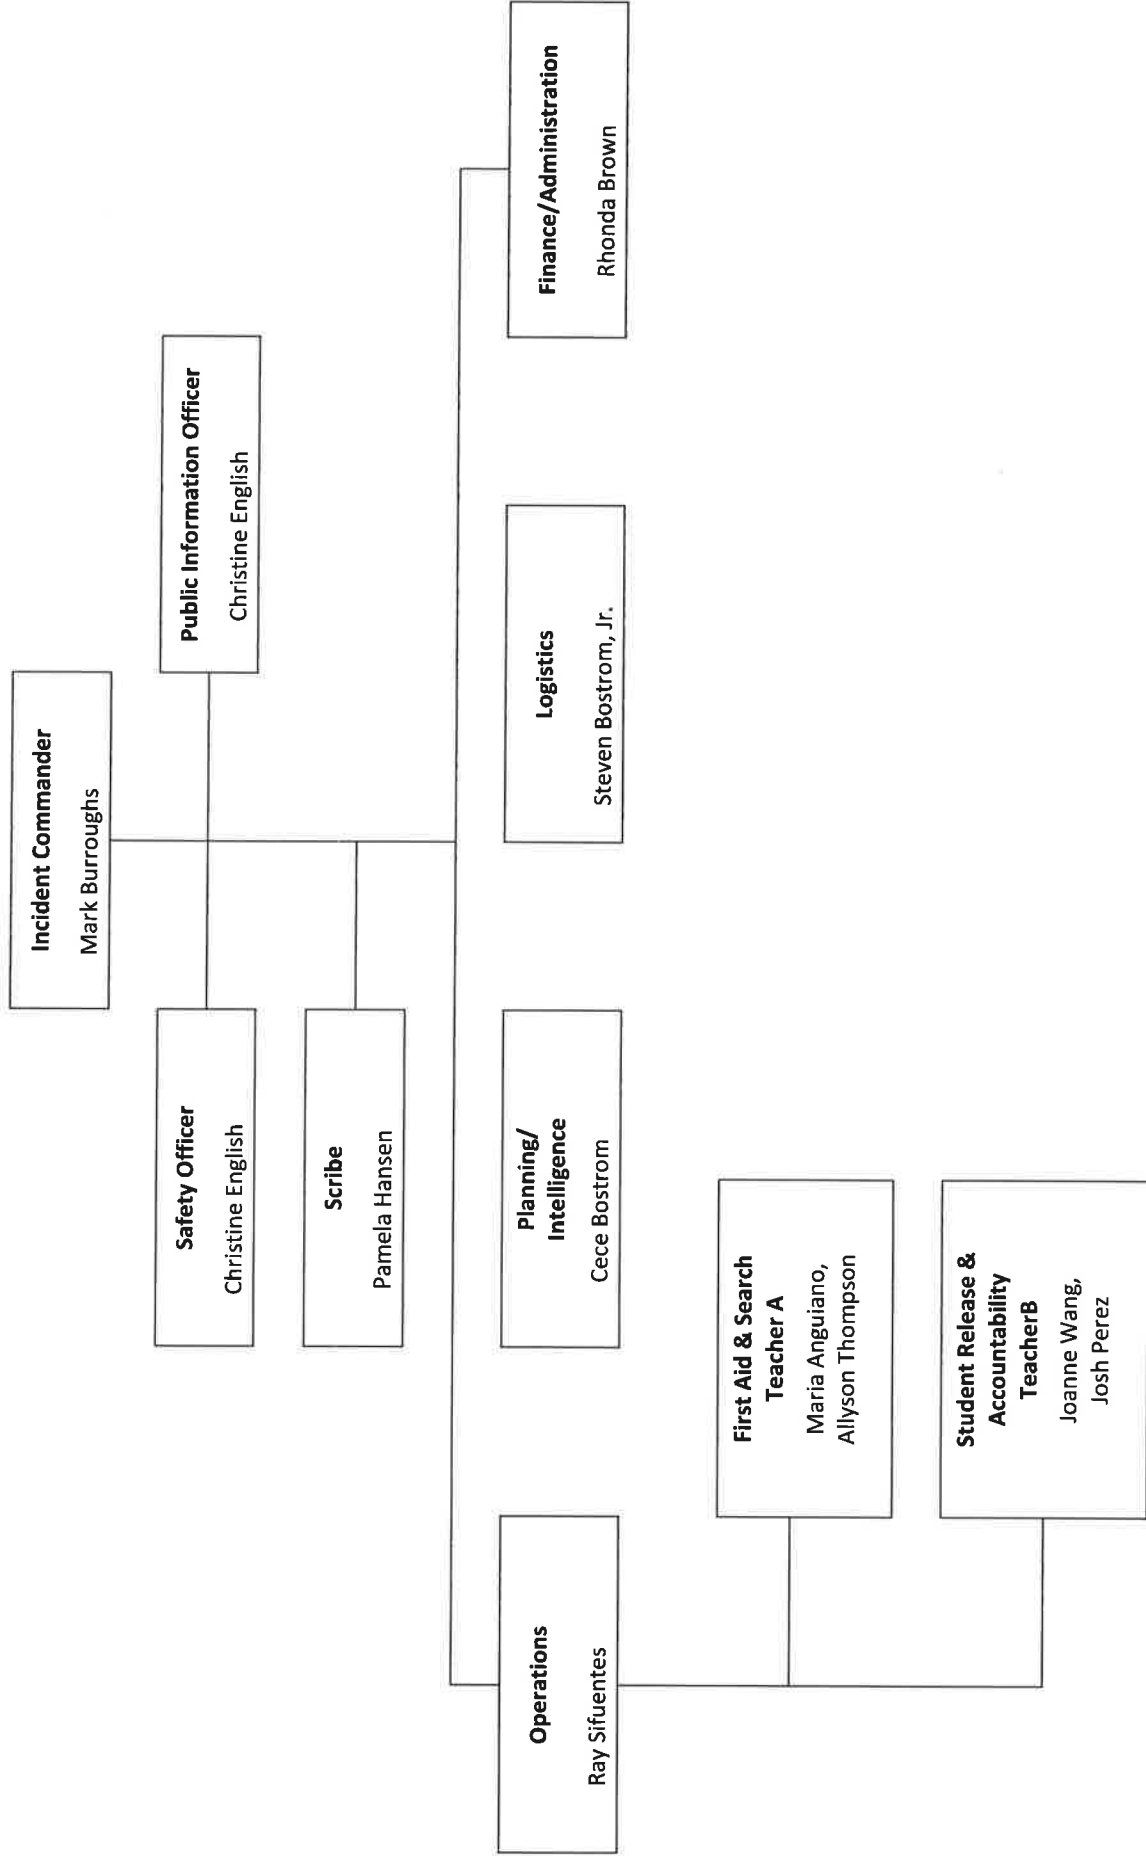 Incident Commander
Mark Burroughs
Safety Officer
Christine English
Public Information Officer
Christine English
Scribe
Pamela Hansen
Operations
Ray Sifuentes
Planning/
Intelligence
Cece Bostrom
Logistics
Steven Bostrom, Jr.
Finance/Administration
Rhonda Brown
First Aid & Search
Teacher A
Maria Anguiano,
Allyson Thompson
Student Release &
Accountability
TeacherB
Joanne Wang,
Josh Perez